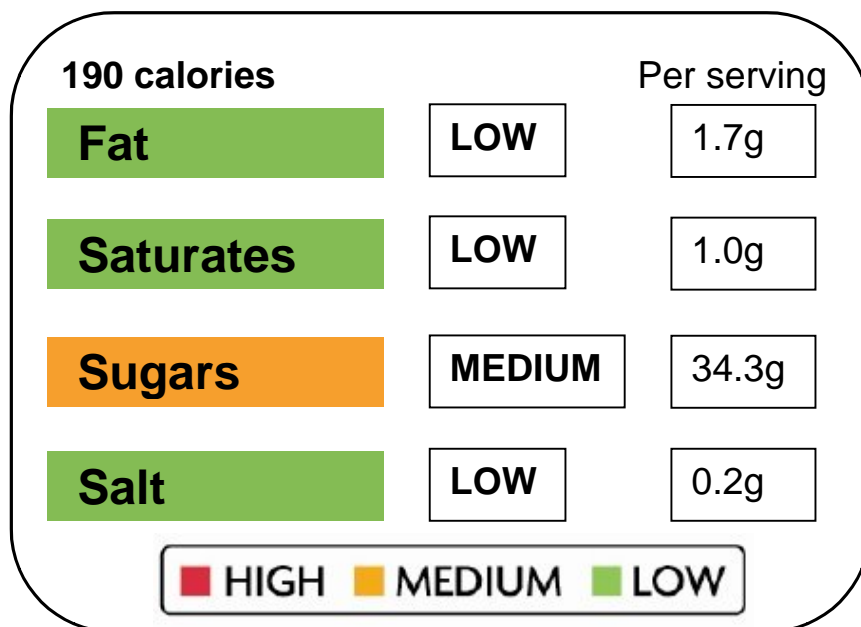 190 calories Per serving
Fat LOW 1.7g
Saturates LOW 1.0g
Sugars MEDIUM 34.3g
Salt LOW 0.2g
HIGH MEDIUM LOW